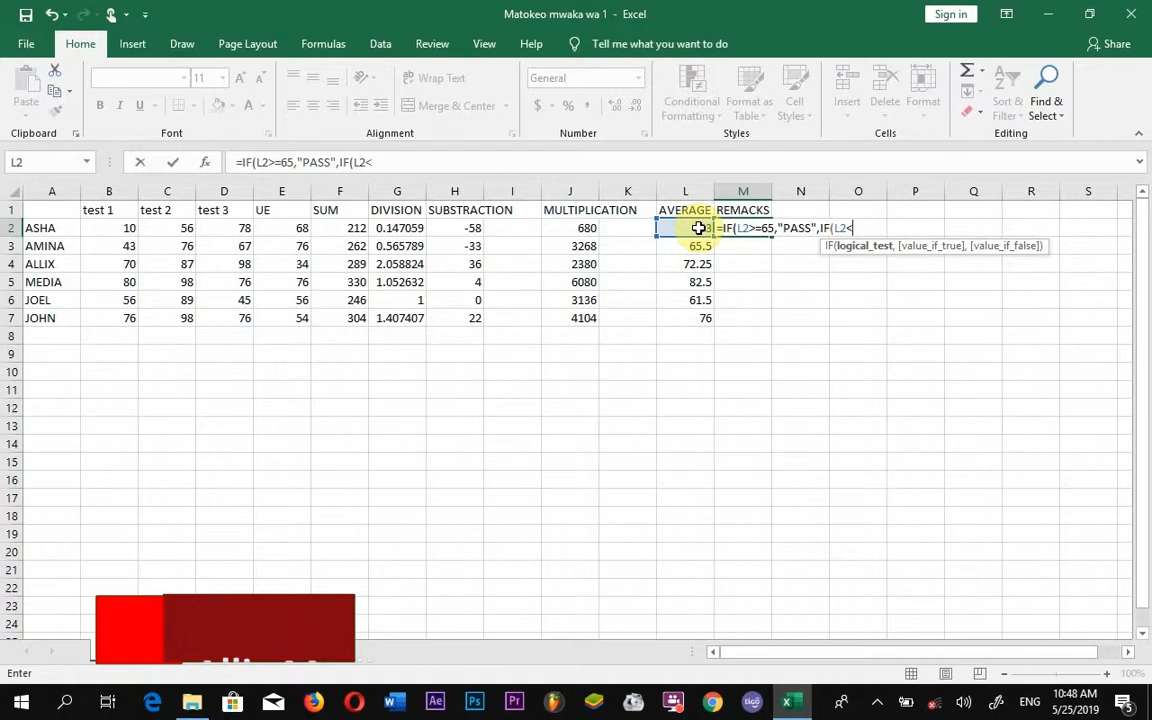 Matokeo mwaka wa 1 - Excel
Sign in
File Home Insert Draw Page Layout Formulas Data Review View Help Tell me what you want to do Share
Paste
11
A A
B I U
Wrap Text
Merge & Center
General
$ % ,
Conditional Formatting
Format as Table
Cell Styles
Insert Delete Format
Sort & Filter
Find & Select
Clipboard Font Alignment Number Styles Cells Editing
L2 fx =IF(L2>=65,"PASS",IF(L2<
A B C D E F G H I J K L M N O P Q R S
1 test 1 test 2 test 3 UE SUM DIVISION SUBSTRACTION MULTIPLICATION AVERAGE REMACKS
2 ASHA 10 56 78 68 212 0.147059 -58 680 =IF(L2>=65,"PASS",IF(L2<
3 AMINA 43 76 67 76 262 0.565789 -33 3268 65.5
IF(logical_test, [value_if_true], [value_if_false])
4 ALLIX 70 87 98 34 289 2.058824 36 2380 72.25
5 MEDIA 80 98 76 76 330 1.052632 4 6080 82.5
6 JOEL 56 89 45 56 246 1 0 3136 61.5
7 JOHN 76 98 76 54 304 1.407407 22 4104 76
8
9
10
11
12
13
14
15
16
17
18
19
20
21
22
23
24
Enter
100%
ENG
10:48 AM
5/25/2019
5